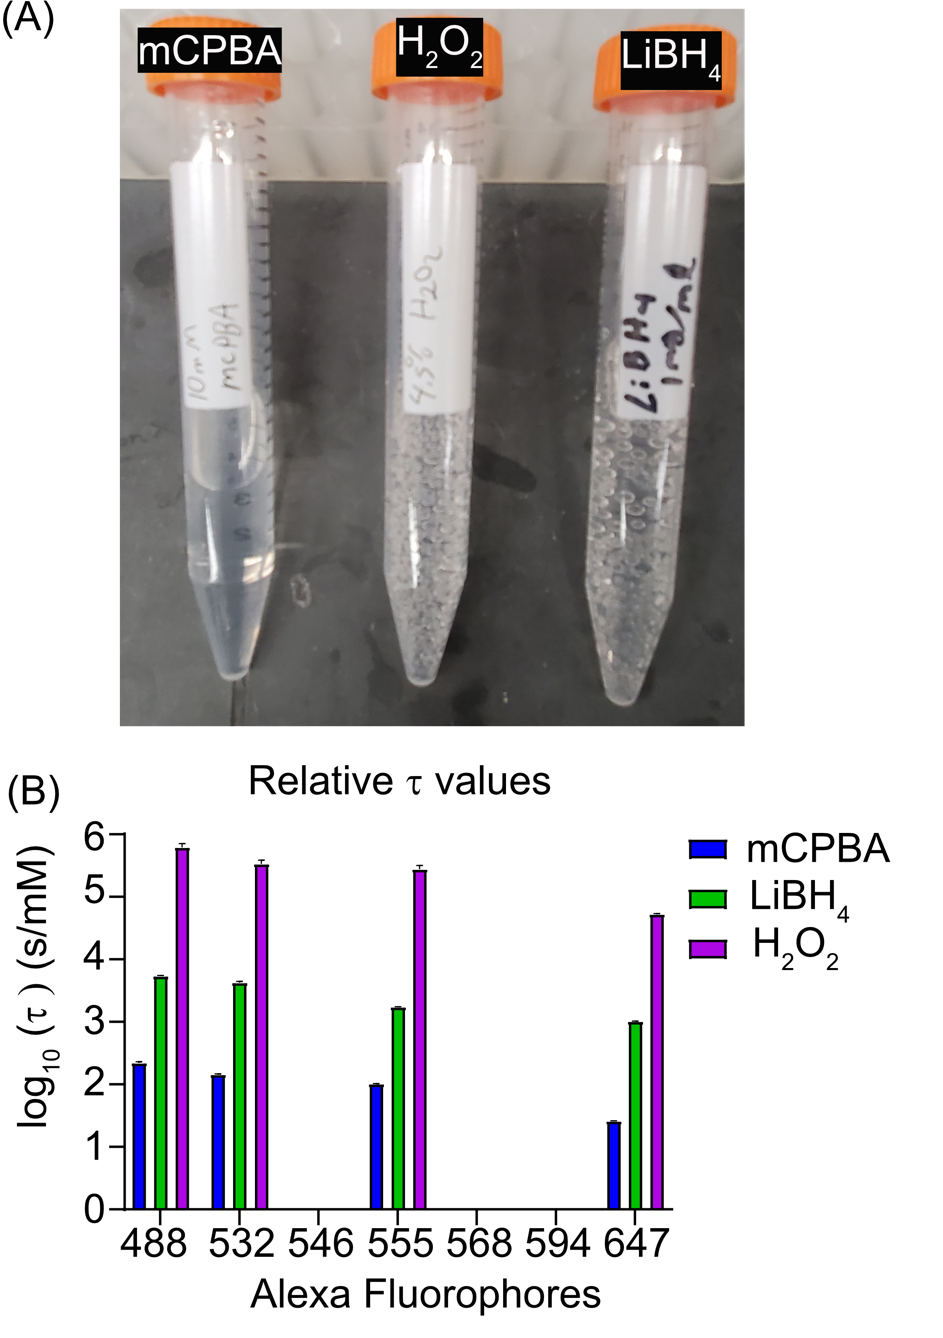 (A)
mCPBA
H₂O₂
LiBH₄
10mM
mCPBA
4.5% H₂O₂
LiBH4
1mg/ml
(B)
Relative τ values
log₁₀ (τ) (s/mM)
6
5
4
3
2
1
0
488 532 546 555 568 594 647
Alexa Fluorophores
mCPBA
LiBH₄
H₂O₂